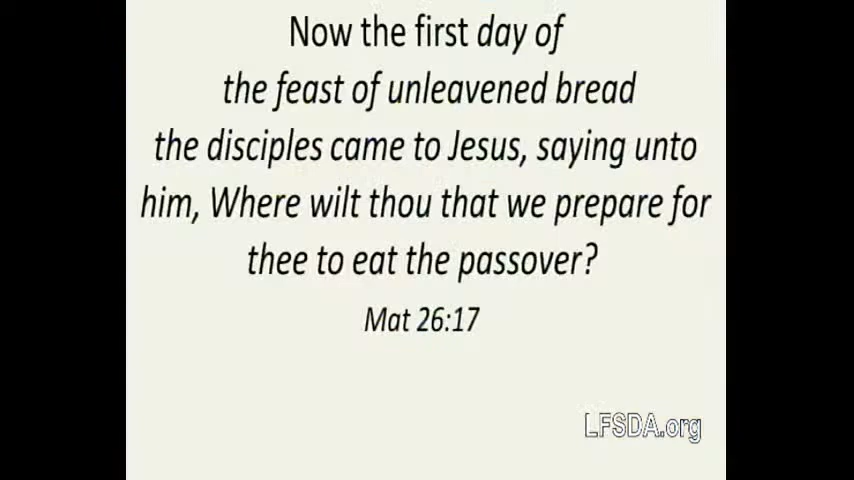 Now the first day of
the feast of unleavened bread
the disciples came to Jesus, saying unto
him, Where wilt thou that we prepare for
thee to eat the passover?
Mat 26:17
LFSDA.org